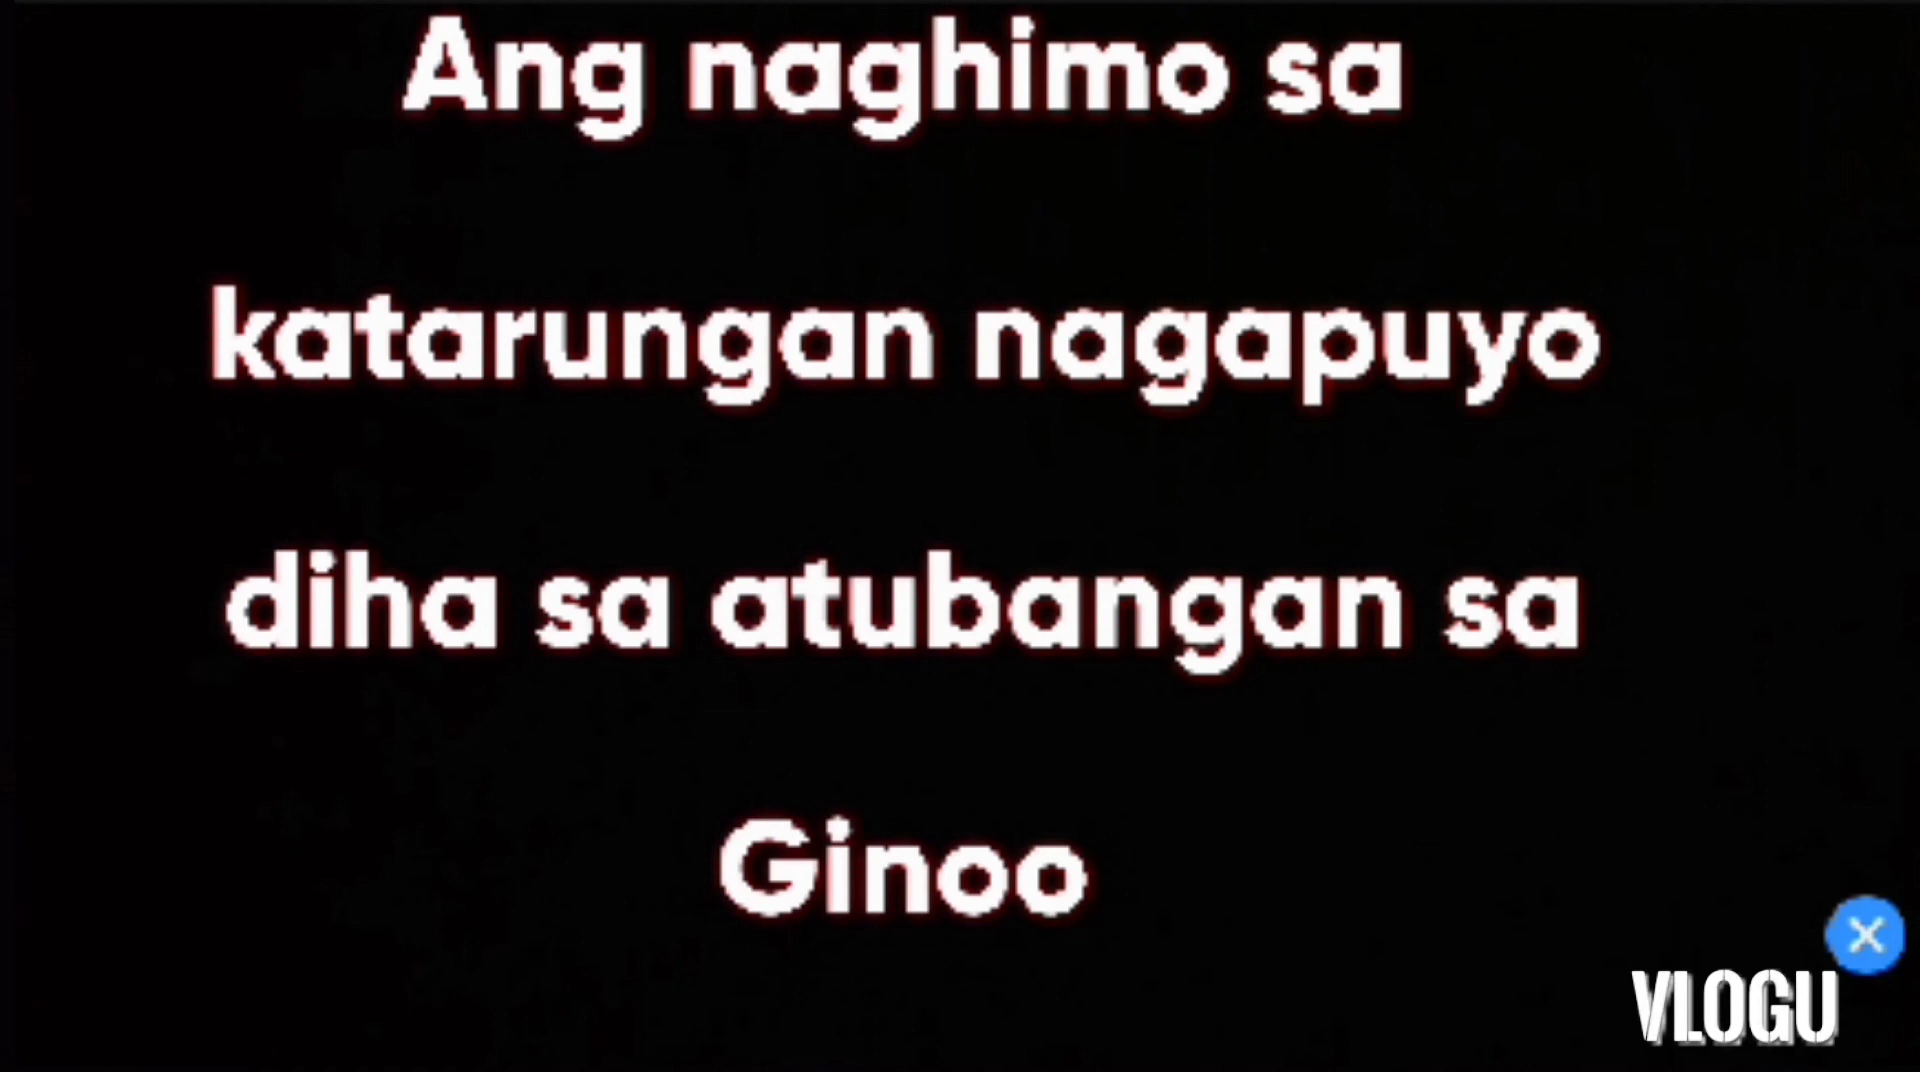 Ang naghimo sa
katarungan nagapuyo
diha sa atubangan sa
Ginoo
VLOGU